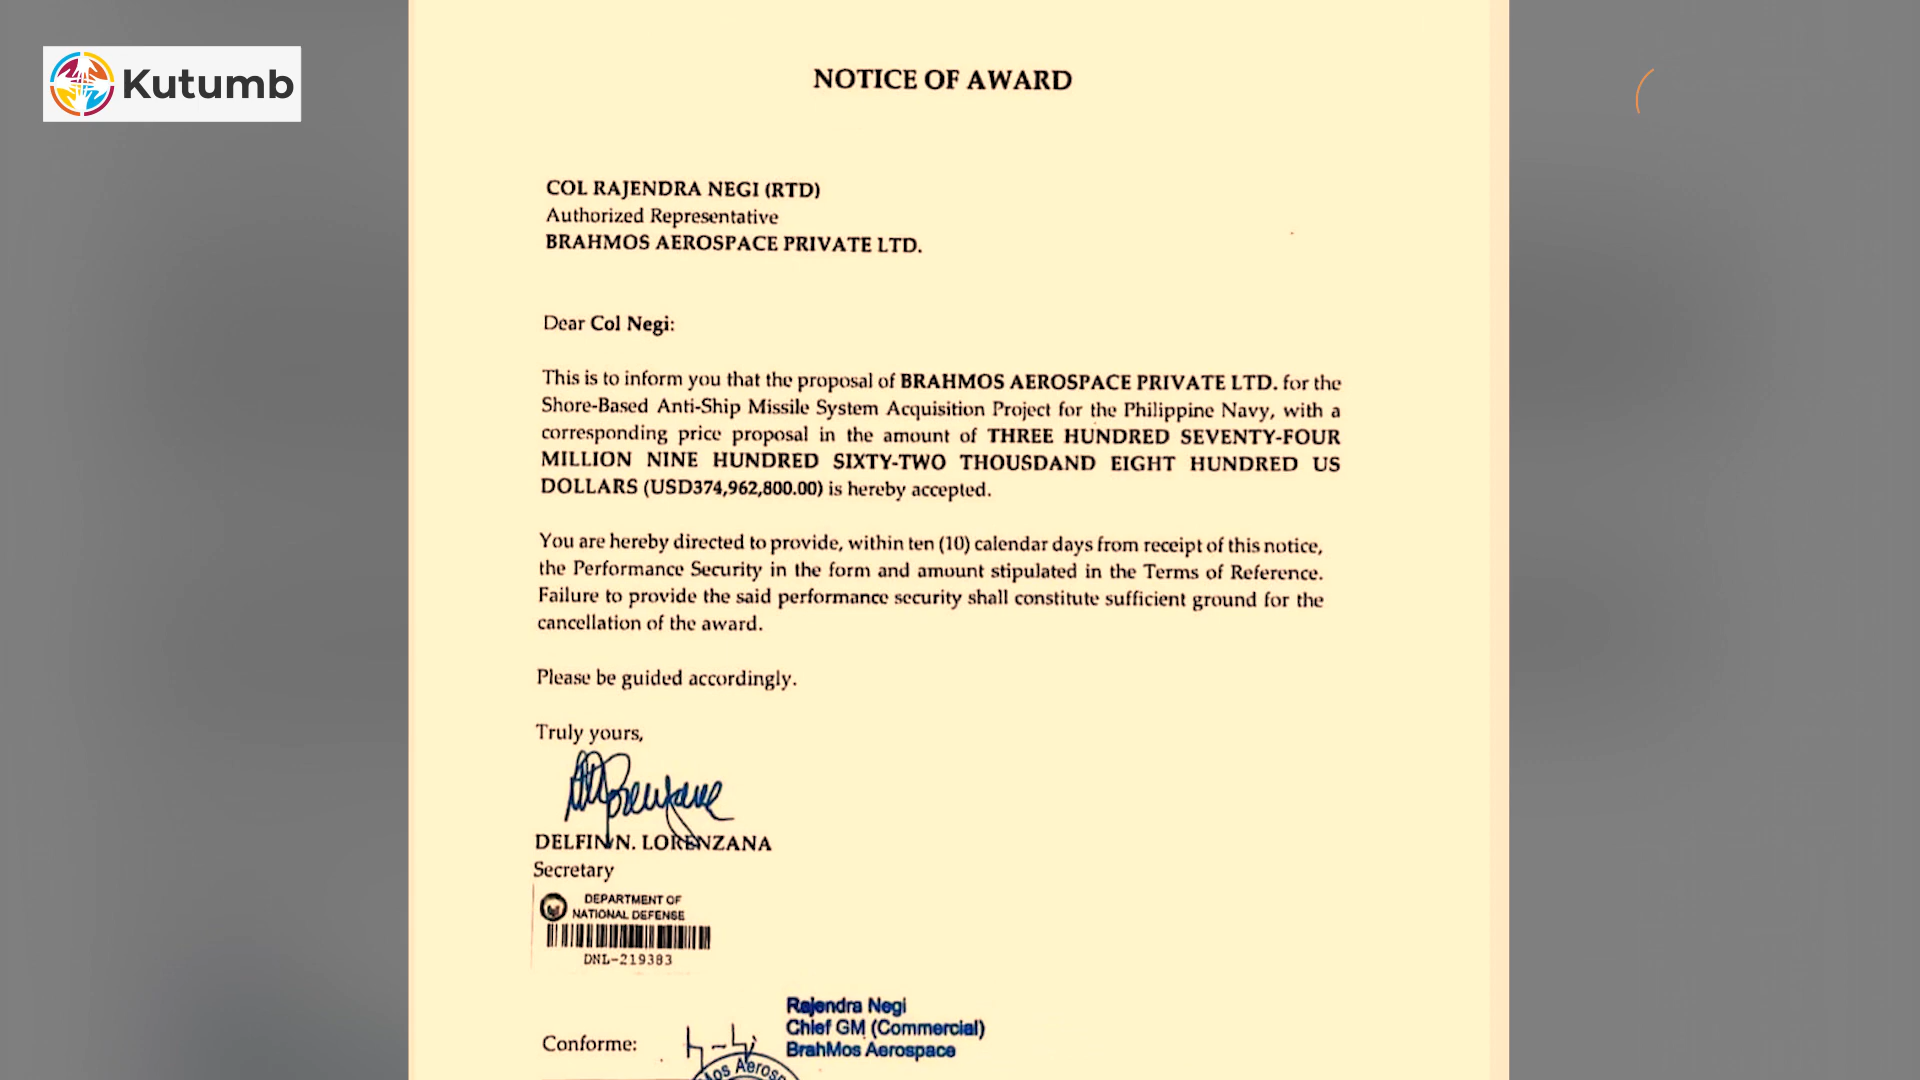 Kutumb
NOTICE OF AWARD
COL RAJENDRA NEGI (RTD)
Authorized Representative
BRAHMOS AEROSPACE PRIVATE LTD.
Dear Col Negi:
This is to inform you that the proposal of BRAHMOS AEROSPACE PRIVATE LTD. for the
Shore-Based Anti-Ship Missile System Acquisition Project for the Philippine Navy, with a
corresponding price proposal in the amount of THREE HUNDRED SEVENTY-FOUR
MILLION NINE HUNDRED SIXTY-TWO THOUSDAND EIGHT HUNDRED US
DOLLARS (USD374,962,800.00) is hereby accepted.
You are hereby directed to provide, within ten (10) calendar days from receipt of this notice,
the Performance Security in the form and amount stipulated in the Terms of Reference.
Failure to provide the said performance security shall constitute sufficient ground for the
cancellation of the award.
Please be guided accordingly.
Truly yours,
DELFIN N. LORENZANA
Secretary
DEPARTMENT OF
NATIONAL DEFENSE
DNL-219383
Rajendra Negi
Chief GM (Commercial)
BrahMos Aerospace
Conforme: